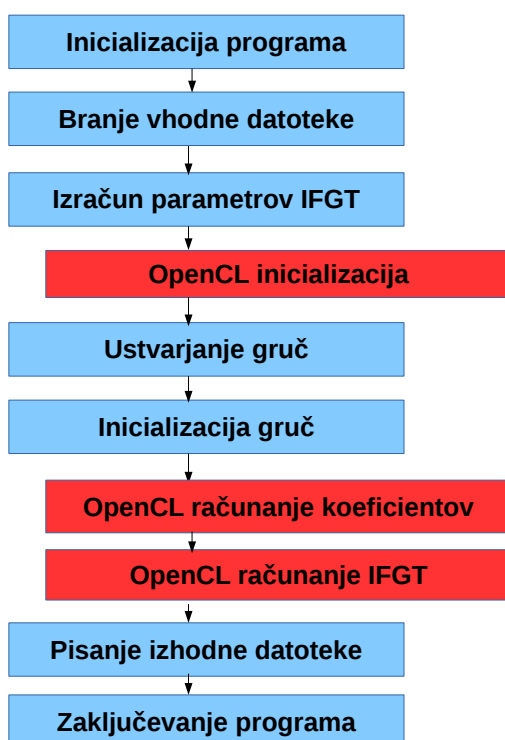 Inicializacija programa
Branje vhodne datoteke
Izračun parametrov IFGT
OpenCL inicializacija
Ustvarjanje gruč
Inicializacija gruč
OpenCL računanje koeficientov
OpenCL računanje IFGT
Pisanje izhodne datoteke
Zaključevanje programa